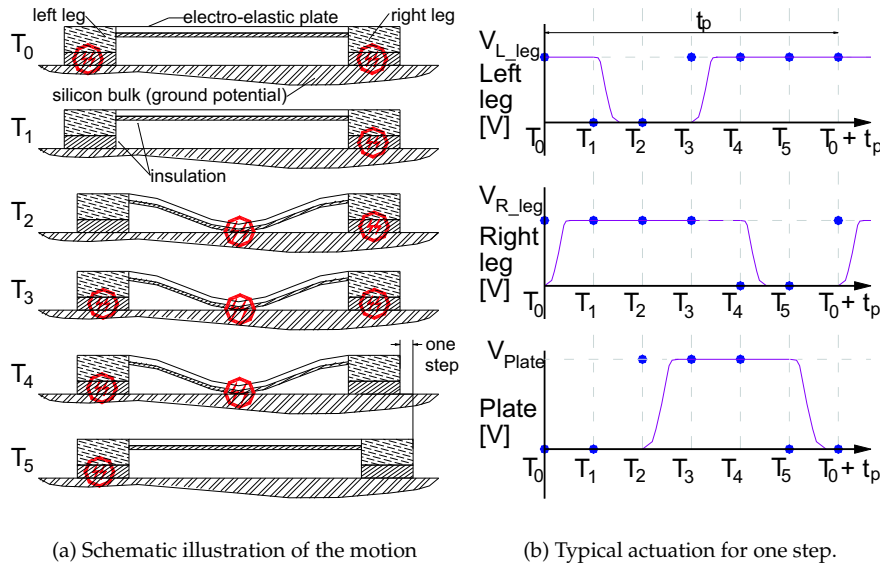 electro-elastic plate
left leg
right leg
T0
silicon bulk (ground potential)
T1
insulation
T2
T3
one
step
T4
T5
tp
VL_leg
Left
leg
[V]
T0 T1 T2 T3 T4 T5 T0 + tp
VR_leg
Right
leg
[V]
T0 T1 T2 T3 T4 T5 T0 + tp
VPlate
Plate
[V]
T0 T1 T2 T3 T4 T5 T0 + tp
(a) Schematic illustration of the motion
(b) Typical actuation for one step.